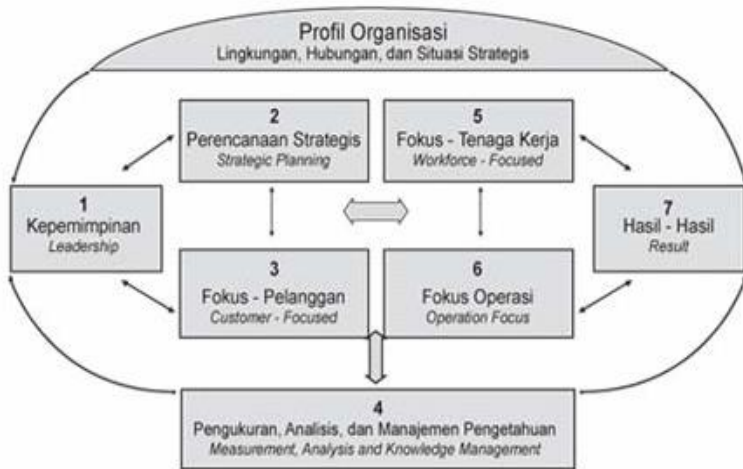 Profil Organisasi
Lingkungan, Hubungan, dan Situasi Strategis
2
Perencanaan Strategis
Strategic Planning
5
Fokus - Tenaga Kerja
Workforce - Focused
1
Kepemimpinan
Leadership
7
Hasil - Hasil
Result
3
Fokus - Pelanggan
Customer - Focused
6
Fokus Operasi
Operation Focus
4
Pengukuran, Analisis, dan Manajemen Pengetahuan
Measurement, Analysis and Knowledge Management